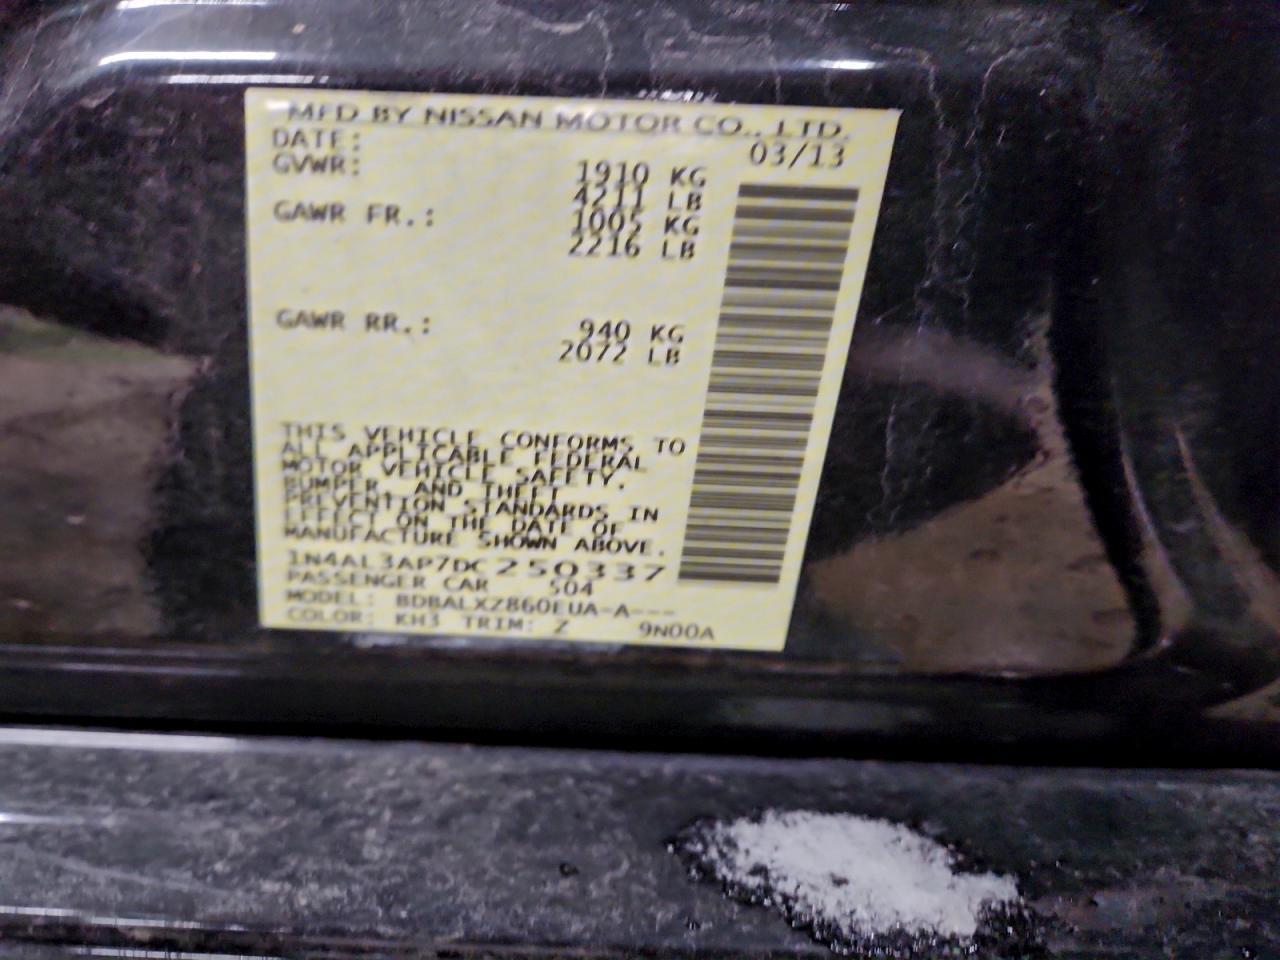 MFD BY NISSAN MOTOR CO., LTD.
DATE: 03/13
GVWR: 1910 KG
4211 LB
GAWR FR.: 1005 KG
2216 LB
GAWR RR.: 940 KG
2072 LB
THIS VEHICLE CONFORMS TO
ALL APPLICABLE FEDERAL
MOTOR VEHICLE SAFETY,
BUMPER, AND THEFT
PREVENTION STANDARDS IN
EFFECT ON THE DATE OF
MANUFACTURE SHOWN ABOVE.
1N4AL3AP7DC250337
PASSENGER CAR 504
MODEL: BDBALXZ860EUA-A---
COLOR: KH3 TRIM: Z 9N00A